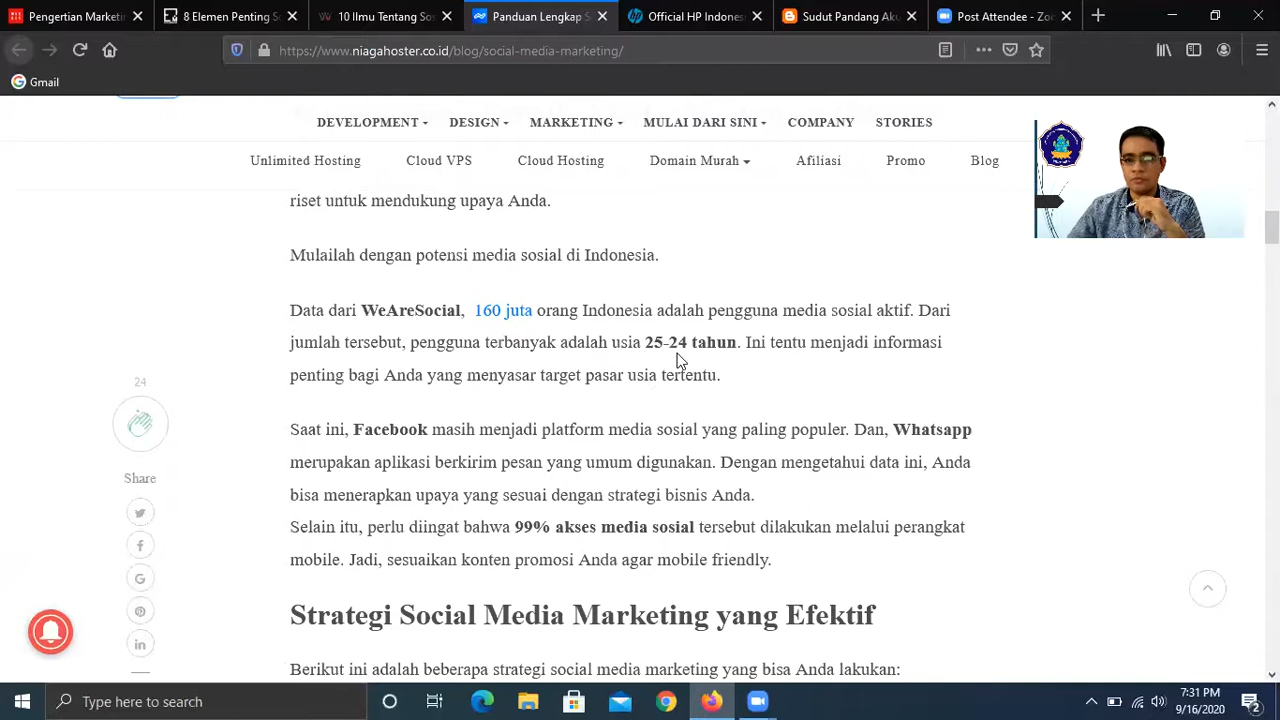 Pengertian Marketin
8 Elemen Penting So
10 Ilmu Tentang Sos
Panduan Lengkap S
Official HP Indones
Sudut Pandang Aku
Post Attendee - Zoo
https://www.niagahoster.co.id/blog/social-media-marketing/
Gmail
DEVELOPMENT DESIGN MARKETING MULAI DARI SINI COMPANY STORIES
Unlimited Hosting Cloud VPS Cloud Hosting Domain Murah Afiliasi Promo Blog
riset untuk mendukung upaya Anda.
Mulailah dengan potensi media sosial di Indonesia.
Data dari WeAreSocial, 160 juta orang Indonesia adalah pengguna media sosial aktif. Dari
jumlah tersebut, pengguna terbanyak adalah usia 25-24 tahun. Ini tentu menjadi informasi
penting bagi Anda yang menyasar target pasar usia tertentu.
24
Saat ini, Facebook masih menjadi platform media sosial yang paling populer. Dan, Whatsapp
merupakan aplikasi berkirim pesan yang umum digunakan. Dengan mengetahui data ini, Anda
bisa menerapkan upaya yang sesuai dengan strategi bisnis Anda.
Share
Selain itu, perlu diingat bahwa 99% akses media sosial tersebut dilakukan melalui perangkat
mobile. Jadi, sesuaikan konten promosi Anda agar mobile friendly.
Strategi Social Media Marketing yang Efektif
Berikut ini adalah beberapa strategi social media marketing yang bisa Anda lakukan:
Type here to search
7:31 PM
9/16/2020
2